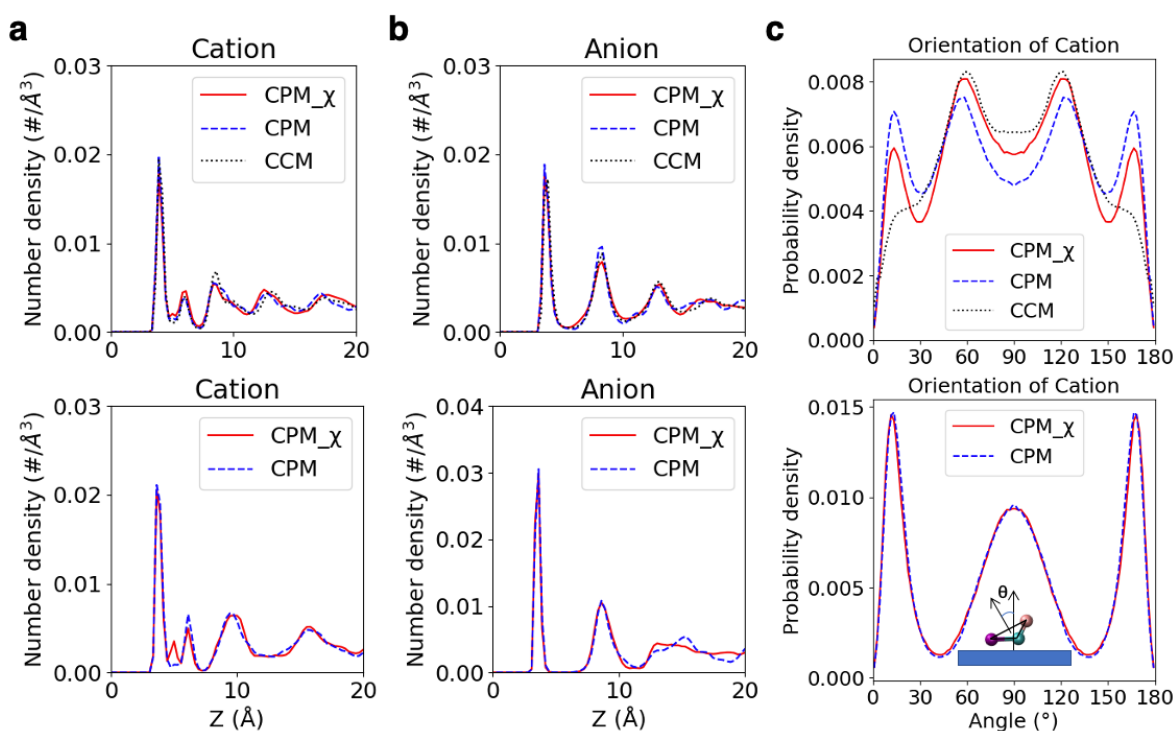 a
Cation
Number density (#/Å³)
0.03
0.02
0.01
0.00
CPM_χ
CPM
CCM
0
10
20
b
Anion
Number density (#/Å³)
0.03
0.02
0.01
0.00
CPM_χ
CPM
CCM
0
10
20
c
Orientation of Cation
Probability density
0.008
0.006
0.004
0.002
0.000
CPM_χ
CPM
CCM
0
30
60
90
120
150
180
Cation
Number density (#/Å³)
0.03
0.02
0.01
0.00
CPM_χ
CPM
0
10
20
Z (Å)
Anion
Number density (#/Å³)
0.04
0.03
0.02
0.01
0.00
CPM_χ
CPM
0
10
20
Z (Å)
Orientation of Cation
Probability density
0.015
0.010
0.005
0.000
CPM_χ
CPM
θ
0
30
60
90
120
150
180
Angle (°)